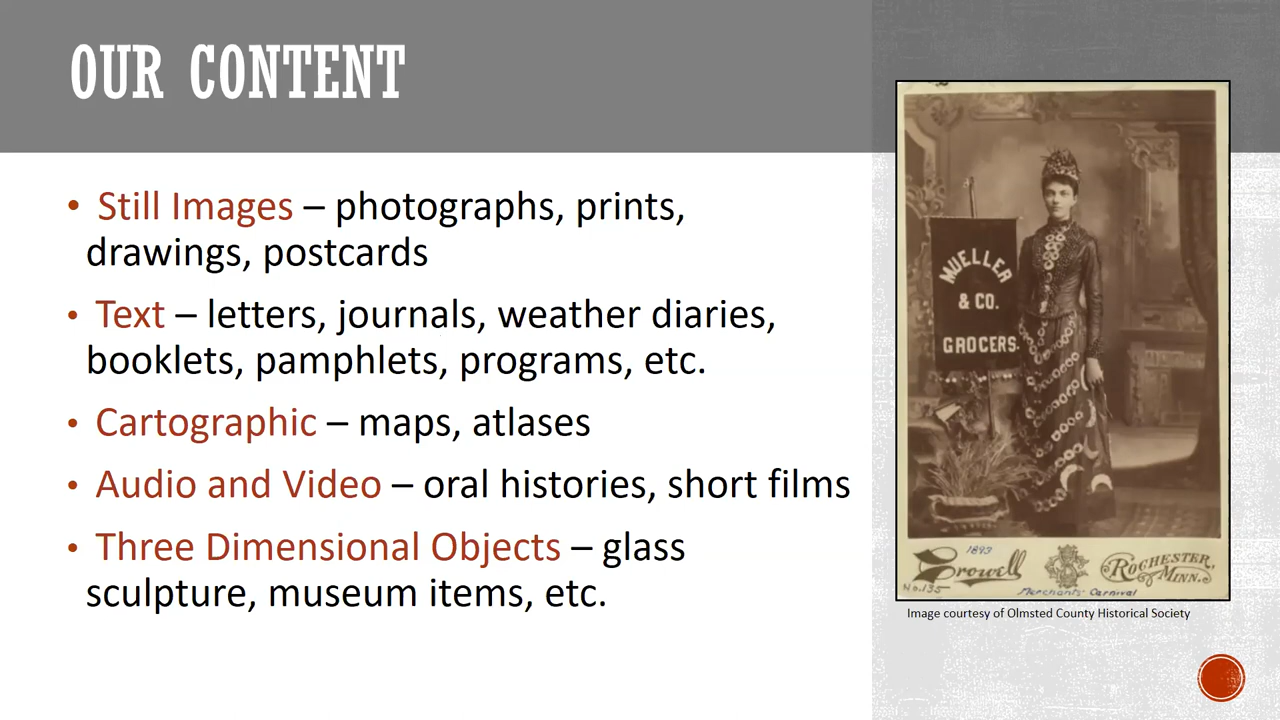 OUR CONTENT
• Still Images – photographs, prints,
drawings, postcards
• Text – letters, journals, weather diaries,
booklets, pamphlets, programs, etc.
• Cartographic – maps, atlases
• Audio and Video – oral histories, short films
• Three Dimensional Objects – glass
sculpture, museum items, etc.
MUELLER
& CO.
GROCERS.
1893
Crowell
ROCHESTER,
MINN.
No. 135
Merchants' Carnival
Image courtesy of Olmsted County Historical Society